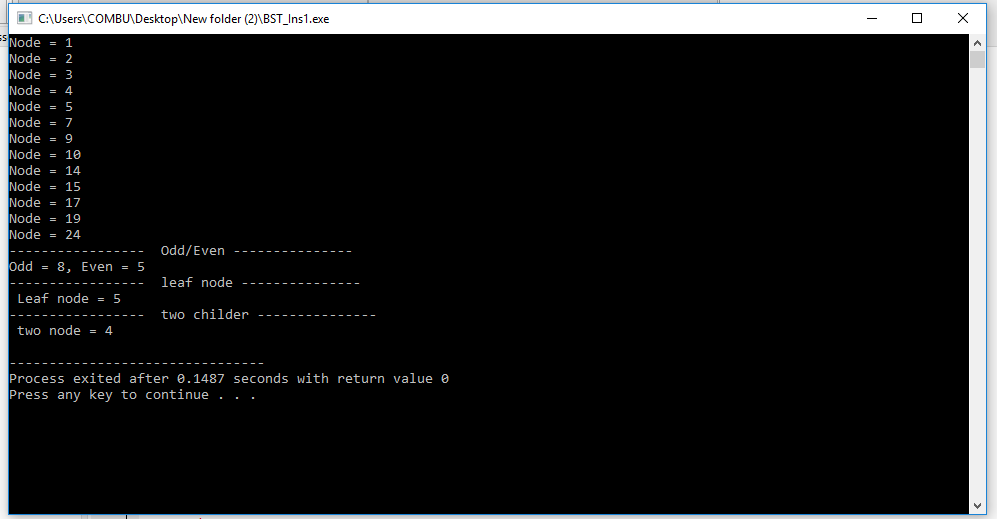 C:\Users\COMBU\Desktop\New folder (2)\BST_Ins1.exe
Node = 1
Node = 2
Node = 3
Node = 4
Node = 5
Node = 7
Node = 9
Node = 10
Node = 14
Node = 15
Node = 17
Node = 19
Node = 24
-----------------  Odd/Even ---------------
Odd = 8, Even = 5
-----------------  leaf node ---------------
 Leaf node = 5
-----------------  two childer ---------------
 two node = 4

--------------------------------
Process exited after 0.1487 seconds with return value 0
Press any key to continue . . .